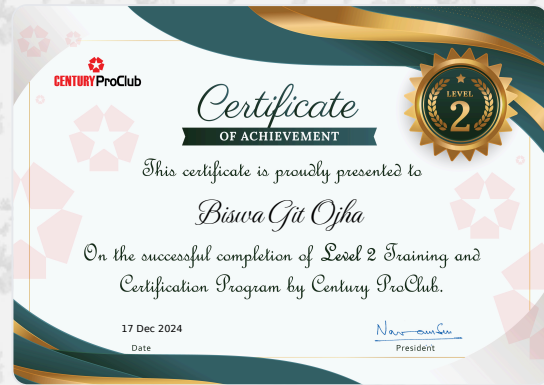 CENTURY ProClub
LEVEL
2
Certificate
OF ACHIEVEMENT
This certificate is proudly presented to
Biswa Git Ojha
On the successful completion of Level 2 Training and
Certification Program by Century ProClub.
17 Dec 2024
Date
President